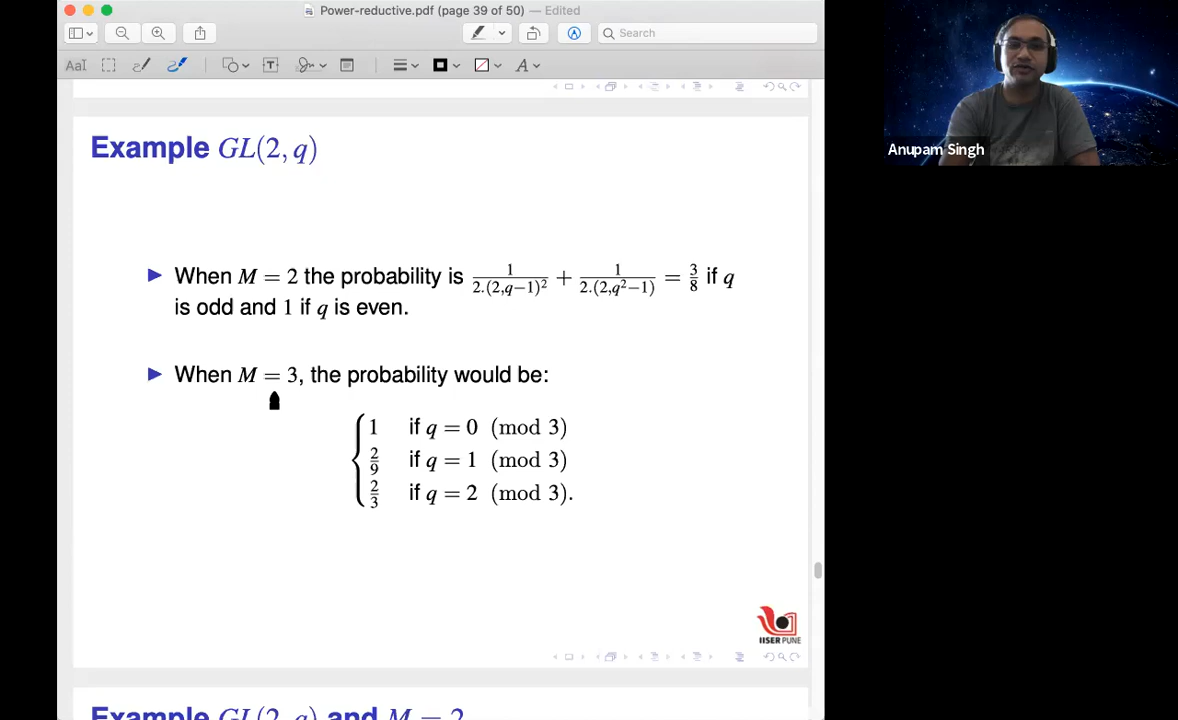 Power-reductive.pdf (page 39 of 50) — Edited
Search
AaI T A
Example GL(2, q)
▶ When M = 2 the probability is 1/2.(2,q−1)² + 1/2.(2,q²−1) = 3/8 if q
is odd and 1 if q is even.
▶ When M = 3, the probability would be:
1 if q = 0 (mod 3)
2/9 if q = 1 (mod 3)
2/3 if q = 2 (mod 3).
IISER PUNE
Example GL(2, q) and M = 2
Anupam Singh